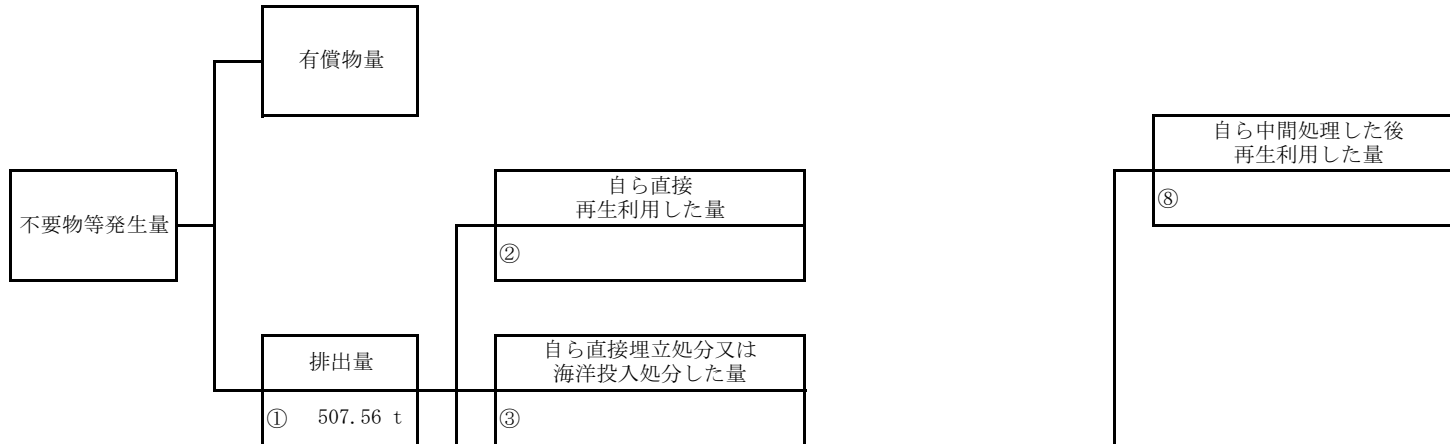 有償物量
自ら中間処理した後
再生利用した量
⑧
不要物等発生量
自ら直接
再生利用した量
②
排出量
① 507.56 t
自ら直接埋立処分又は
海洋投入処分した量
③